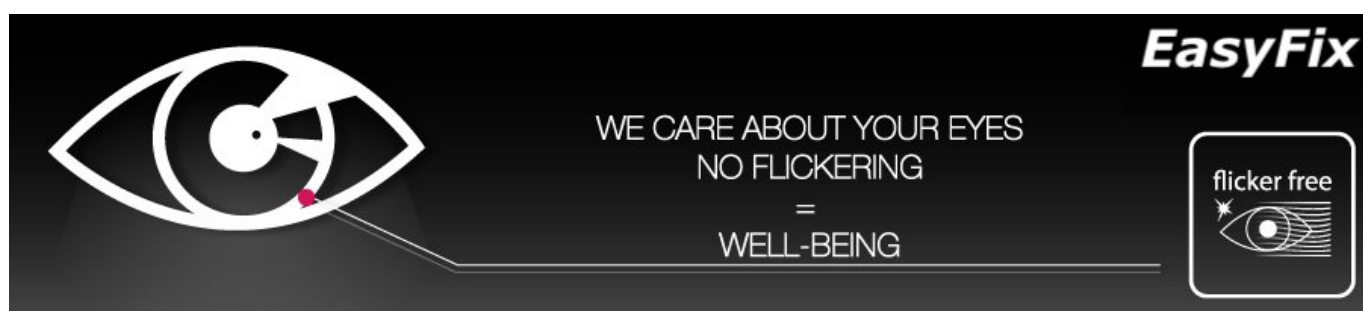 EasyFix
WE CARE ABOUT YOUR EYES
NO FLICKERING
=
WELL-BEING
flicker free